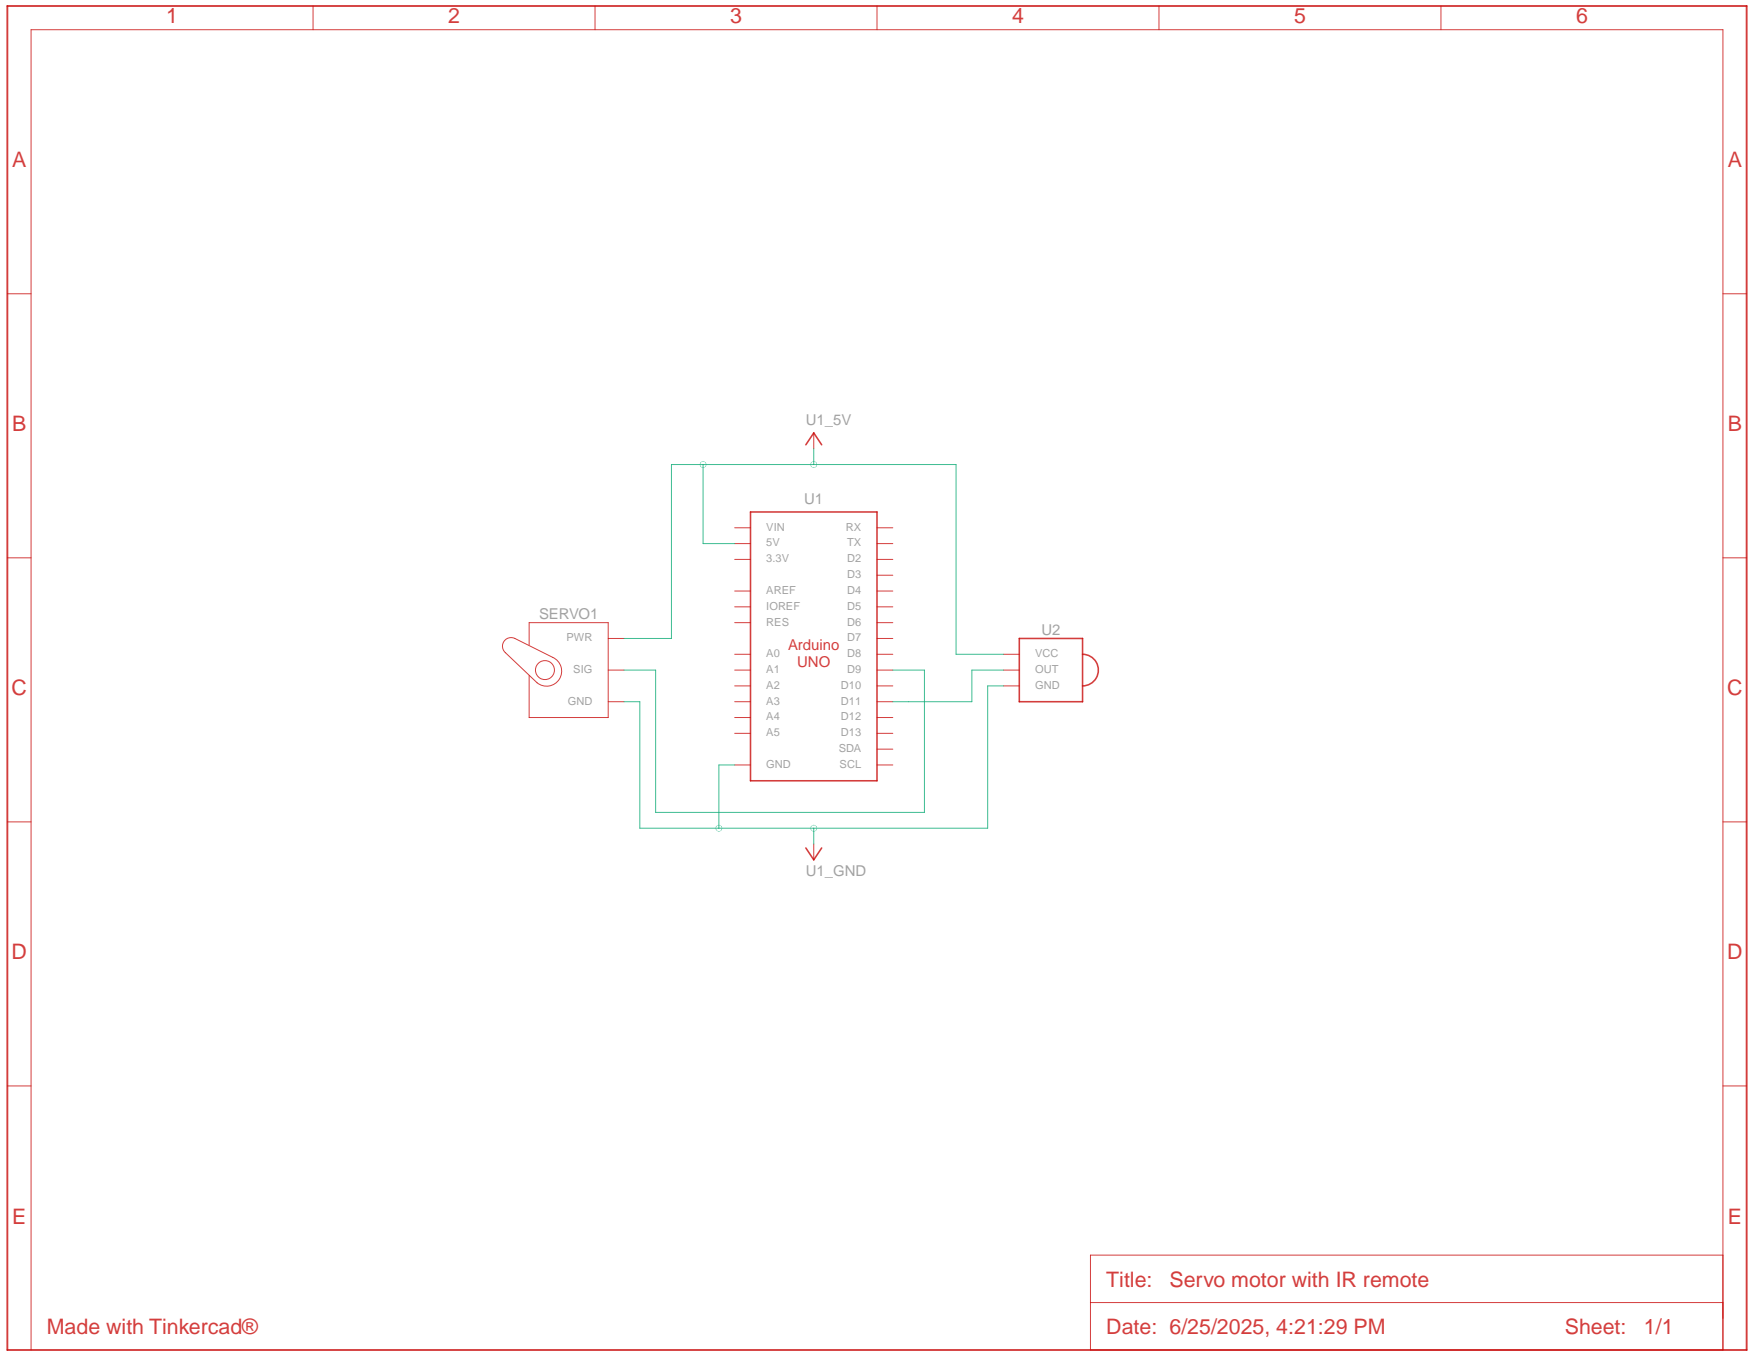 1 2 3 4 5 6
A A
B B
U1_5V
U1
VIN RX
5V TX
3.3V D2
D3
AREF D4
IOREF D5
RES D6
D7
A0 D8
A1 D9
A2 D10
A3 D11
A4 D12
A5 D13
SDA
GND SCL
Arduino
UNO
SERVO1
PWR
SIG
GND
U2
VCC
OUT
GND
C C
U1_GND
D D
E E
Title: Servo motor with IR remote
Made with Tinkercad®
Date: 6/25/2025, 4:21:29 PM Sheet: 1/1